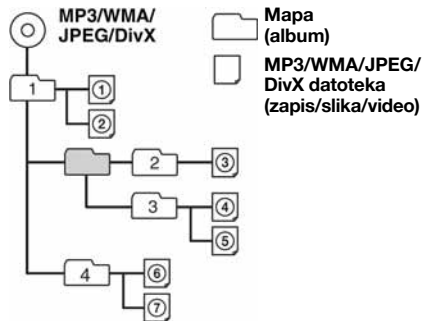 MP3/WMA/
JPEG/DivX
Mapa
(album)
MP3/WMA/JPEG/
DivX datoteka
(zapis/slika/video)
1
①
②
2
③
3
④
⑤
4
⑥
⑦